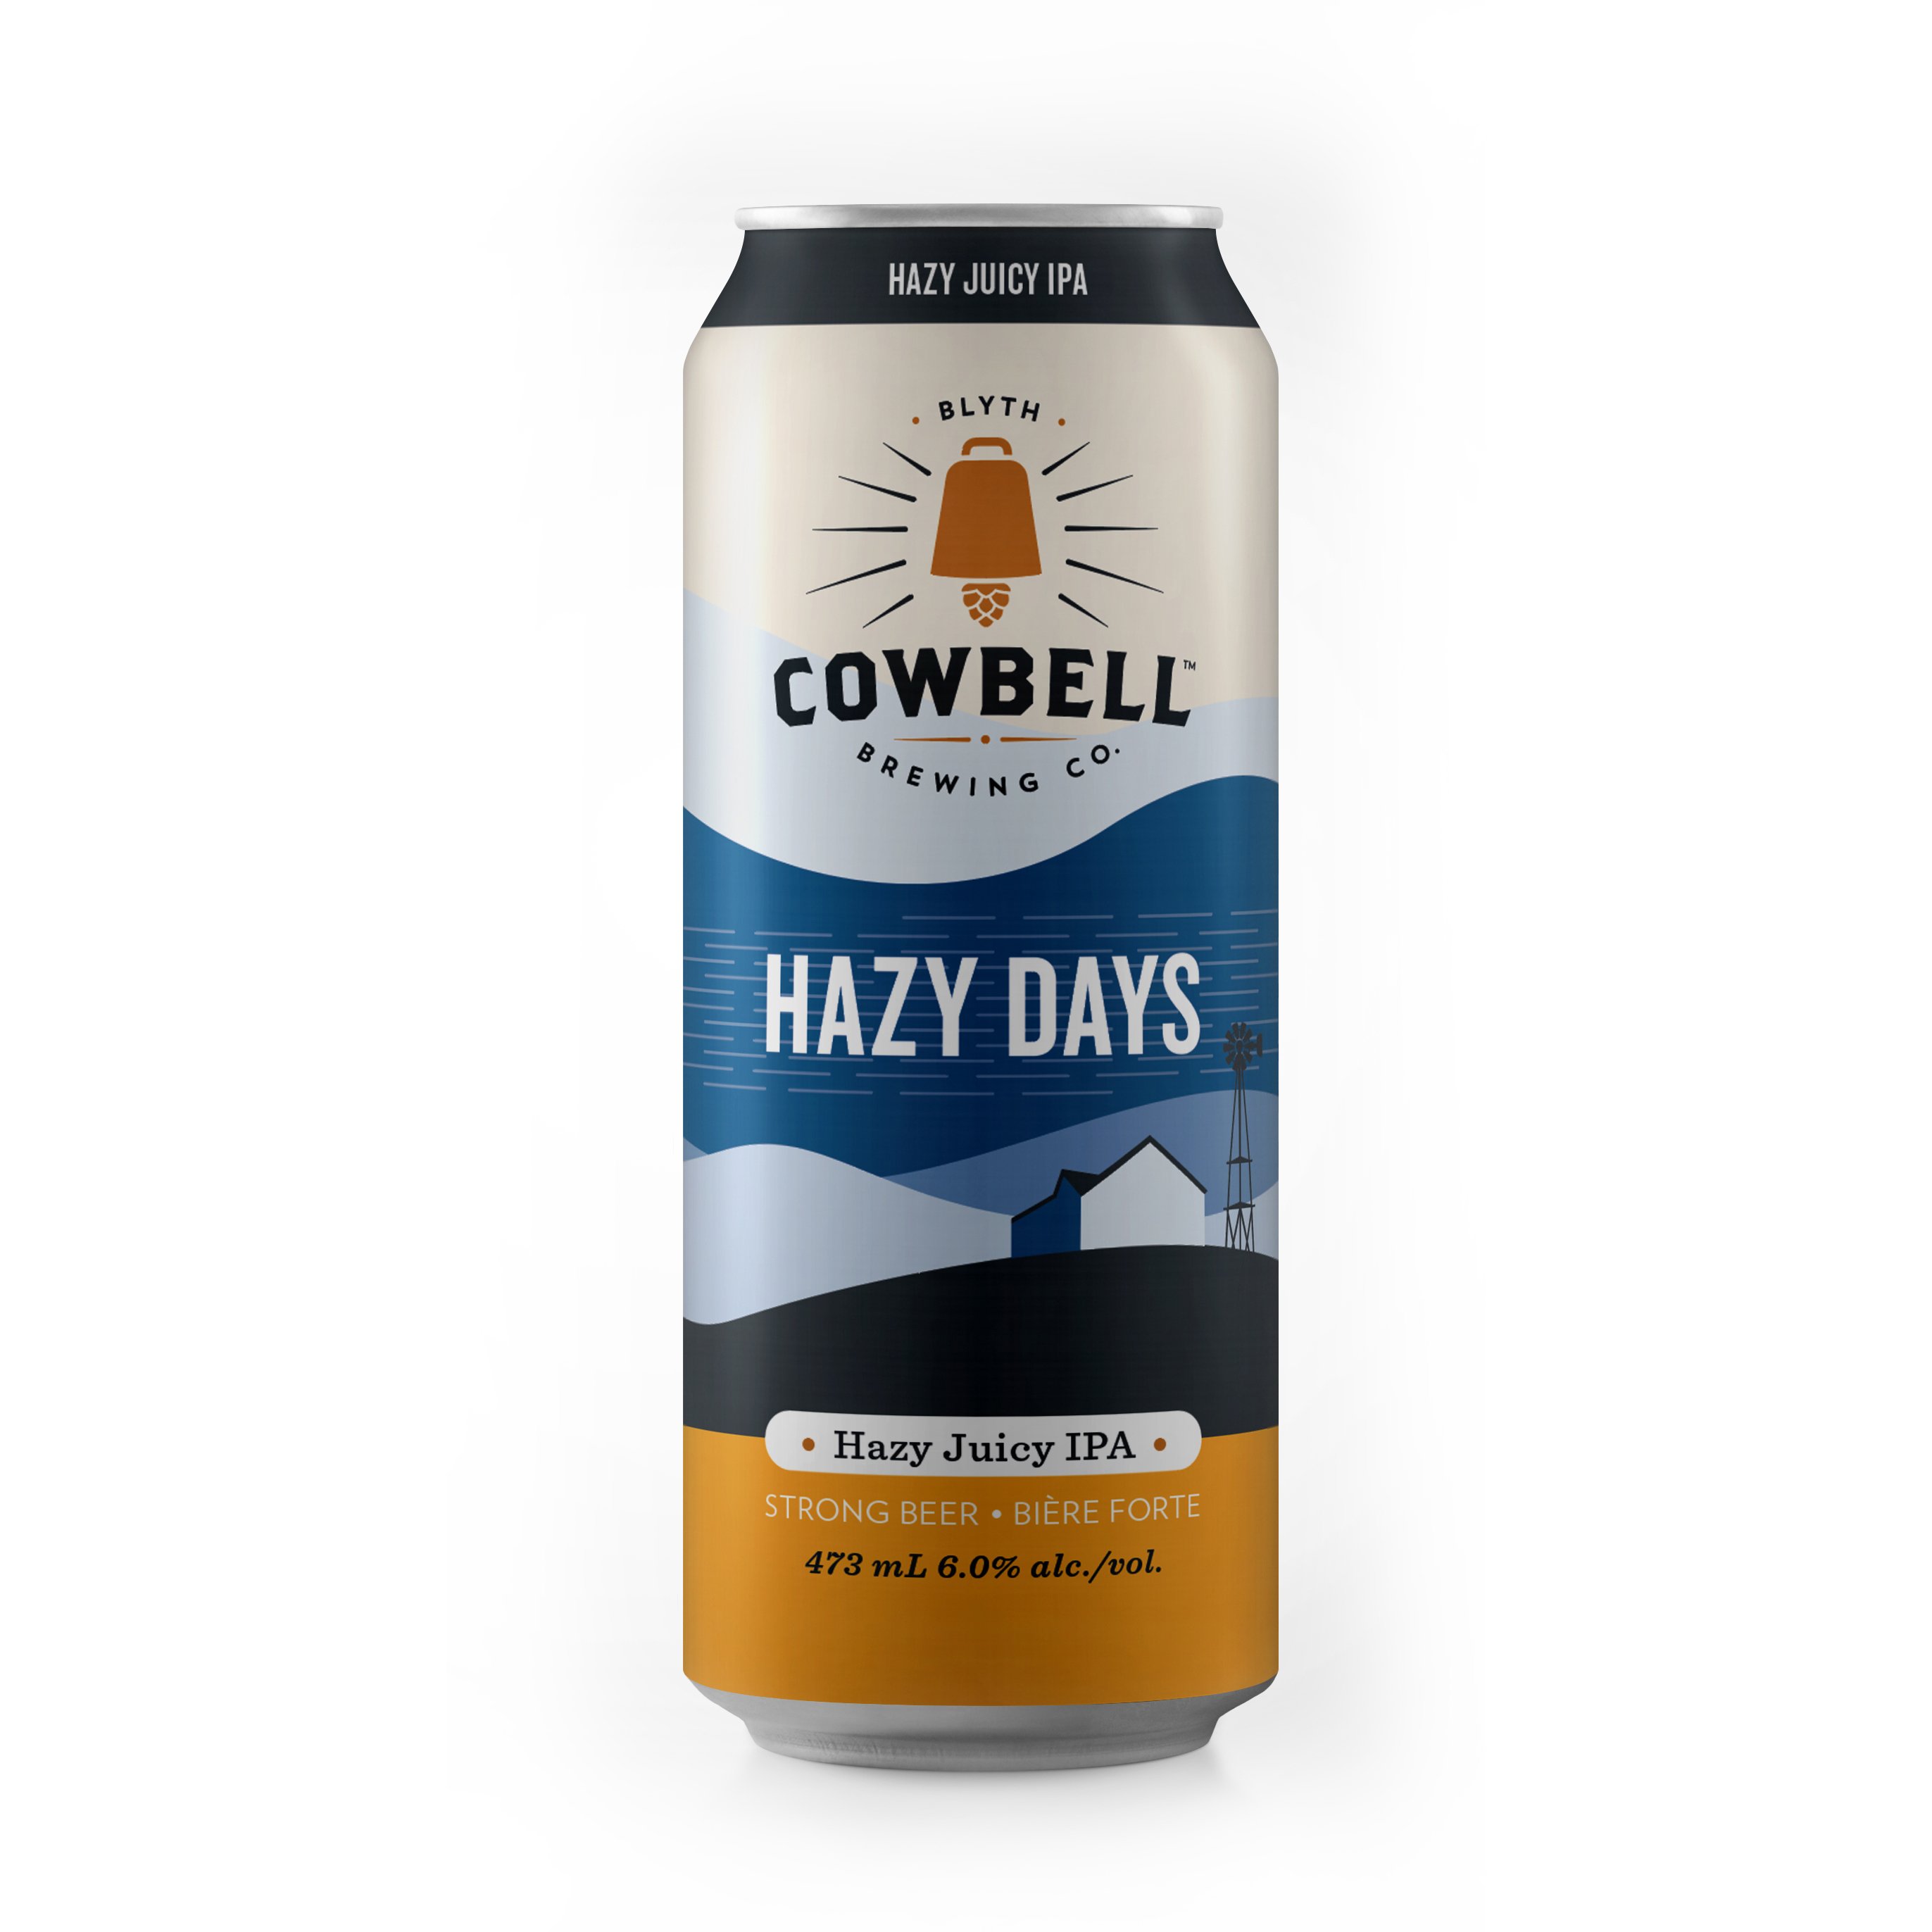 HAZY JUICY IPA
• BLYTH •
COWBELL™
BREWING CO.
HAZY DAYS
• Hazy Juicy IPA •
STRONG BEER • BIÈRE FORTE
473 mL 6.0% alc./vol.